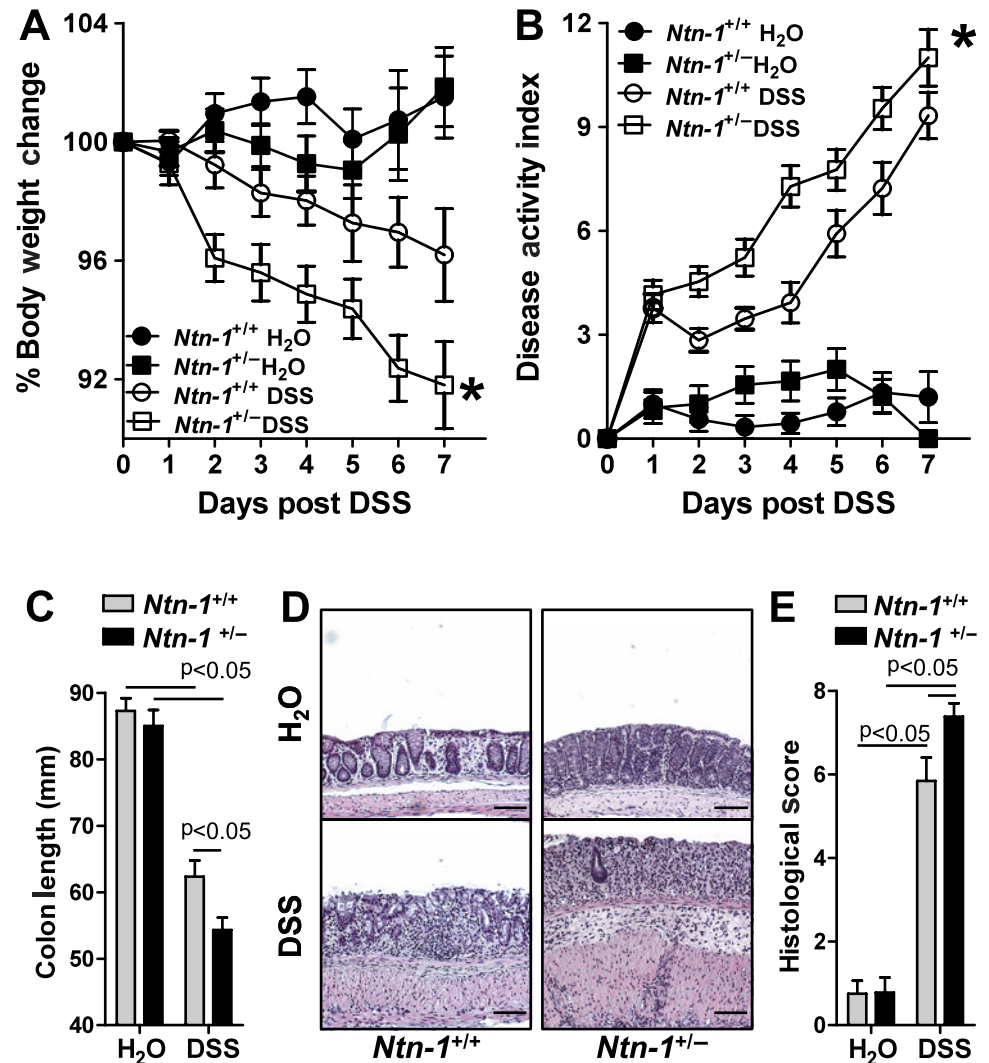 A
104
100
96
92
% Body weight change
Ntn-1+/+ H2O
Ntn-1+/−H2O
Ntn-1+/+ DSS
Ntn-1+/−DSS
*
0 1 2 3 4 5 6 7
Days post DSS
B
12
9
6
3
0
Disease activity index
Ntn-1+/+ H2O
Ntn-1+/−H2O
Ntn-1+/+ DSS
Ntn-1+/−DSS
*
0 1 2 3 4 5 6 7
Days post DSS
C
Ntn-1+/+
Ntn-1 +/−
p<0.05
p<0.05
90
80
70
60
50
40
Colon length (mm)
H2O DSS
D
H2O
DSS
Ntn-1+/+
Ntn-1+/−
E
Ntn-1+/+
Ntn-1 +/−
p<0.05
p<0.05
8
6
4
2
0
Histological score
H2O DSS